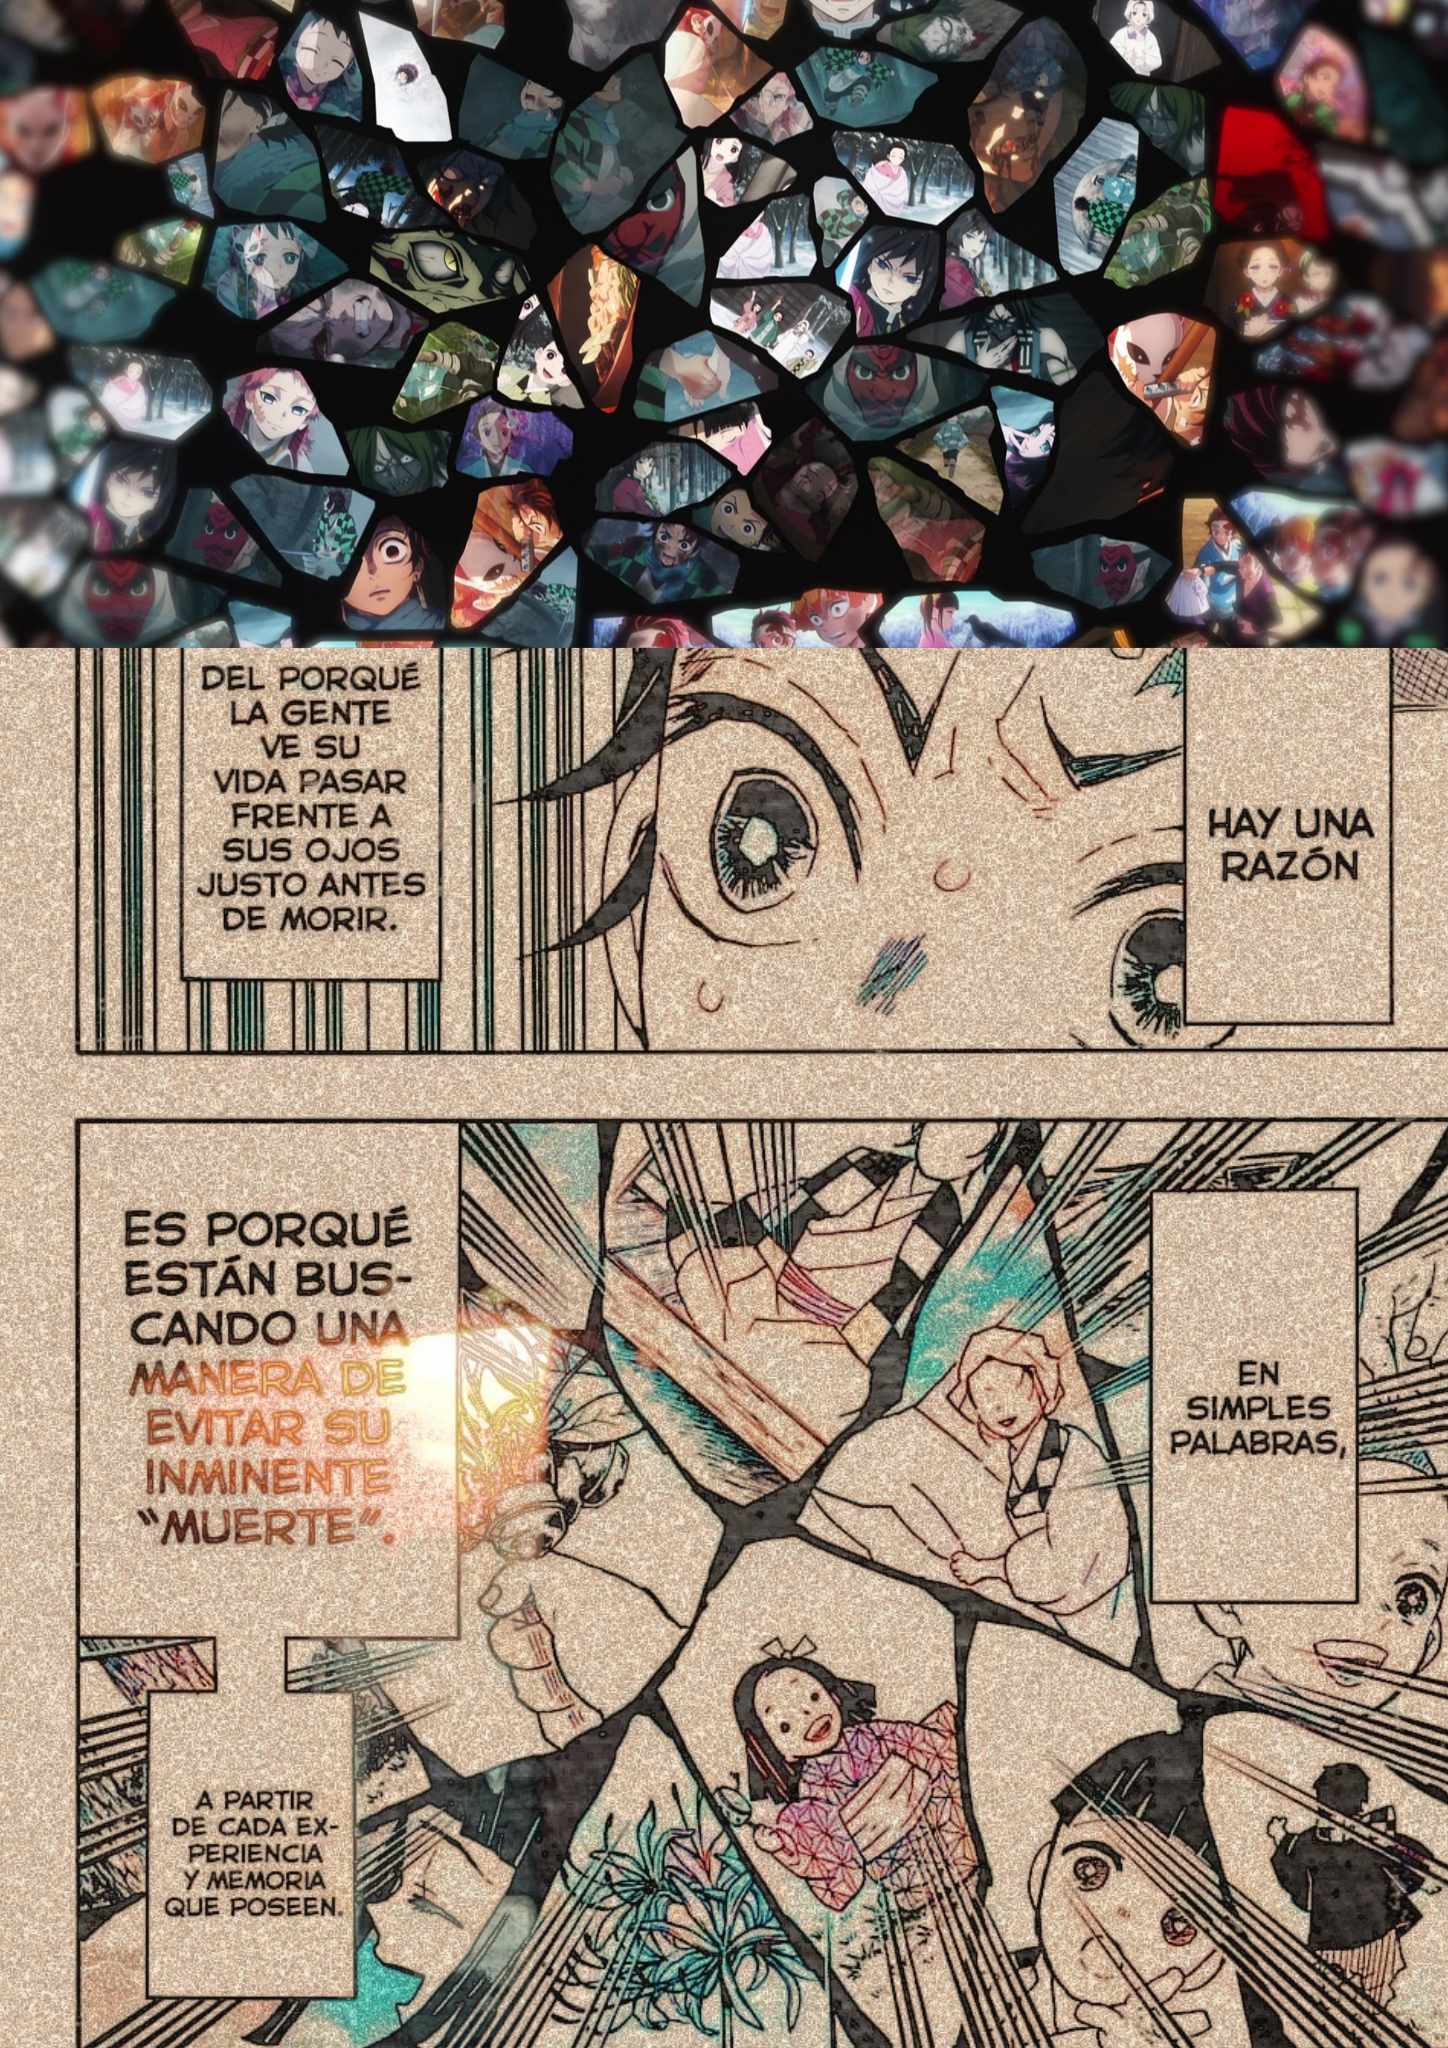 HAY UNA
RAZÓN
DEL PORQUÉ
LA GENTE
VE SU
VIDA PASAR
FRENTE A
SUS OJOS
JUSTO ANTES
DE MORIR.
EN
SIMPLES
PALABRAS,
ES PORQUÉ
ESTÁN BUS-
CANDO UNA
MANERA DE
EVITAR SU
INMINENTE
“MUERTE”.
A PARTIR
DE CADA EX-
PERIENCIA
Y MEMORIA
QUE POSEEN.